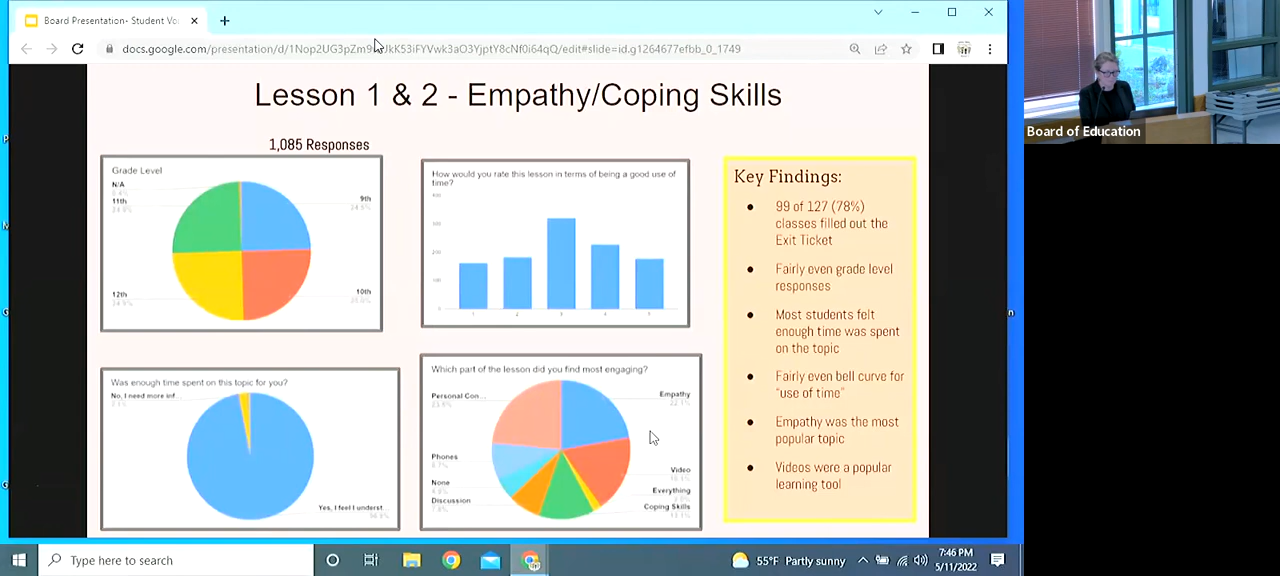 Board Presentation- Student Voi
docs.google.com/presentation/d/
edit#slide=id.g1264677efbb_0_1749
Lesson 1 & 2 - Empathy/Coping Skills
1,085 Responses
Grade Level
N/A
11th
9th
12th
10th
How would you rate this lesson in terms of being a good use of
time?
1 2 3 4 5
Key Findings:
99 of 127 (78%)
classes filled out the
Exit Ticket
Fairly even grade level
responses
Most students felt
enough time was spent
on the topic
Fairly even bell curve for
"use of time"
Empathy was the most
popular topic
Videos were a popular
learning tool
Was enough time spent on this topic for you?
No, I need more inf...
Yes, I feel I underst...
Which part of the lesson did you find most engaging?
Personal Con...
Empathy
Phones
Video
None
Everything
Discussion
Coping Skills
Board of Education
Type here to search
55°F Partly sunny
7:46 PM
5/11/2022